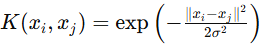 K(x_i, x_j) = exp(−‖x_i−x_j‖²/2σ²)